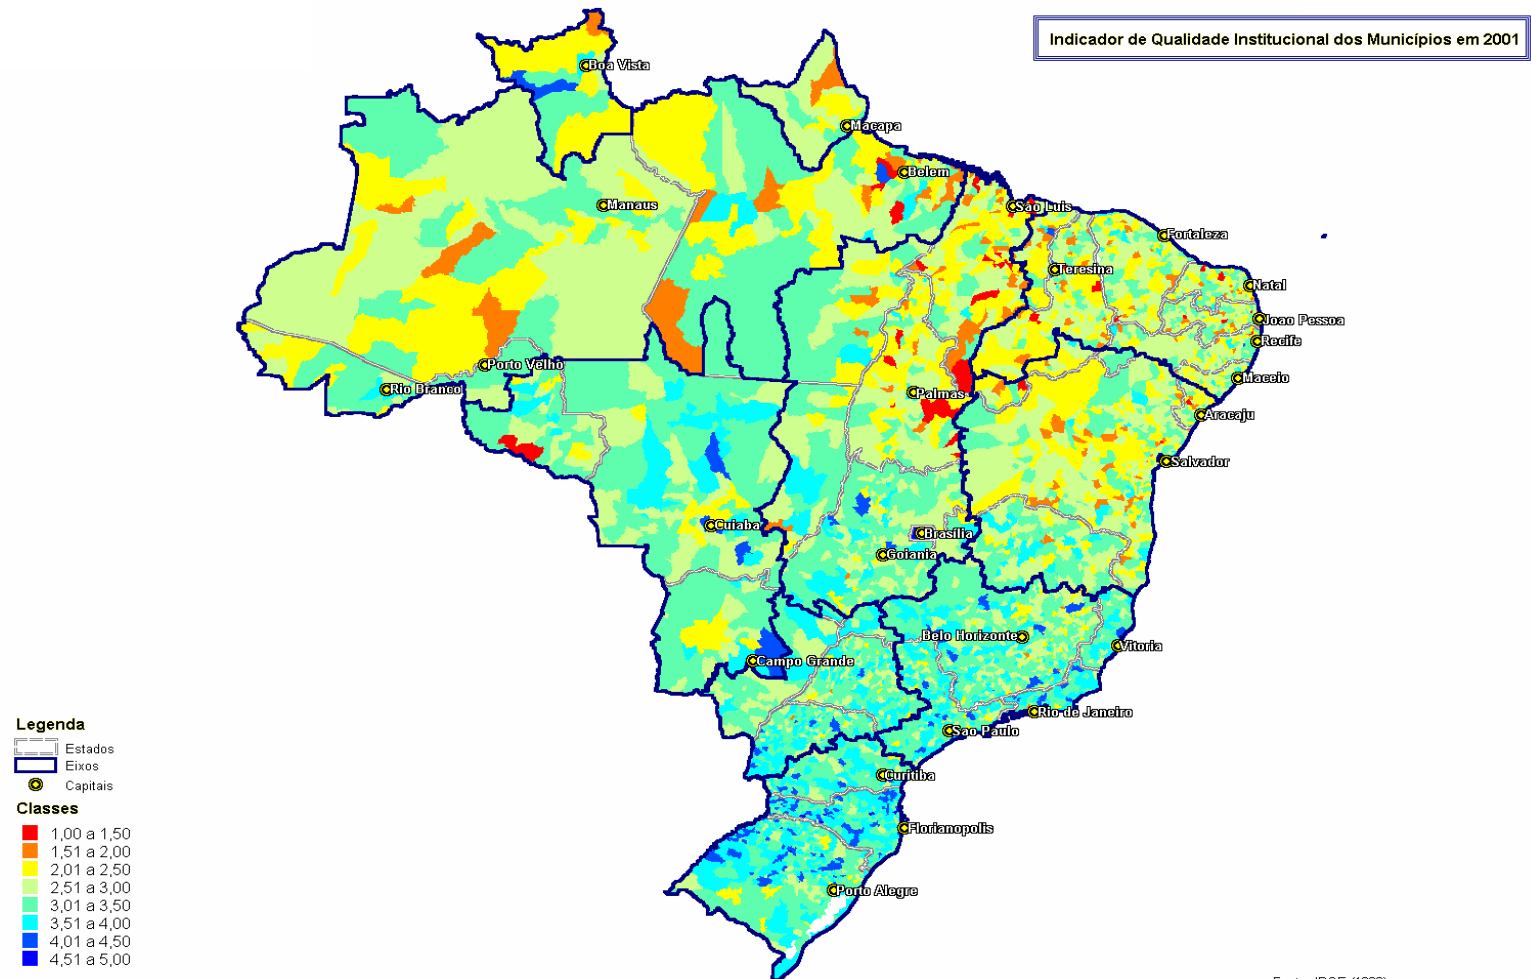 Indicador de Qualidade Institucional dos Municípios em 2001
Boa Vista
Macapa
Belem
Manaus
Sao Luis
Fortaleza
Teresina
Natal
Joao Pessoa
Recife
Porto Velho
Maceio
Rio Branco
Palmas
Aracaju
Salvador
Cuiaba
Brasilia
Goiania
Belo Horizonte
Vitoria
Campo Grande
Rio de Janeiro
Sao Paulo
Curitiba
Florianopolis
Porto Alegre
Legenda
Estados
Eixos
Capitais
Classes
1,00 a 1,50
1,51 a 2,00
2,01 a 2,50
2,51 a 3,00
3,01 a 3,50
3,51 a 4,00
4,01 a 4,50
4,51 a 5,00